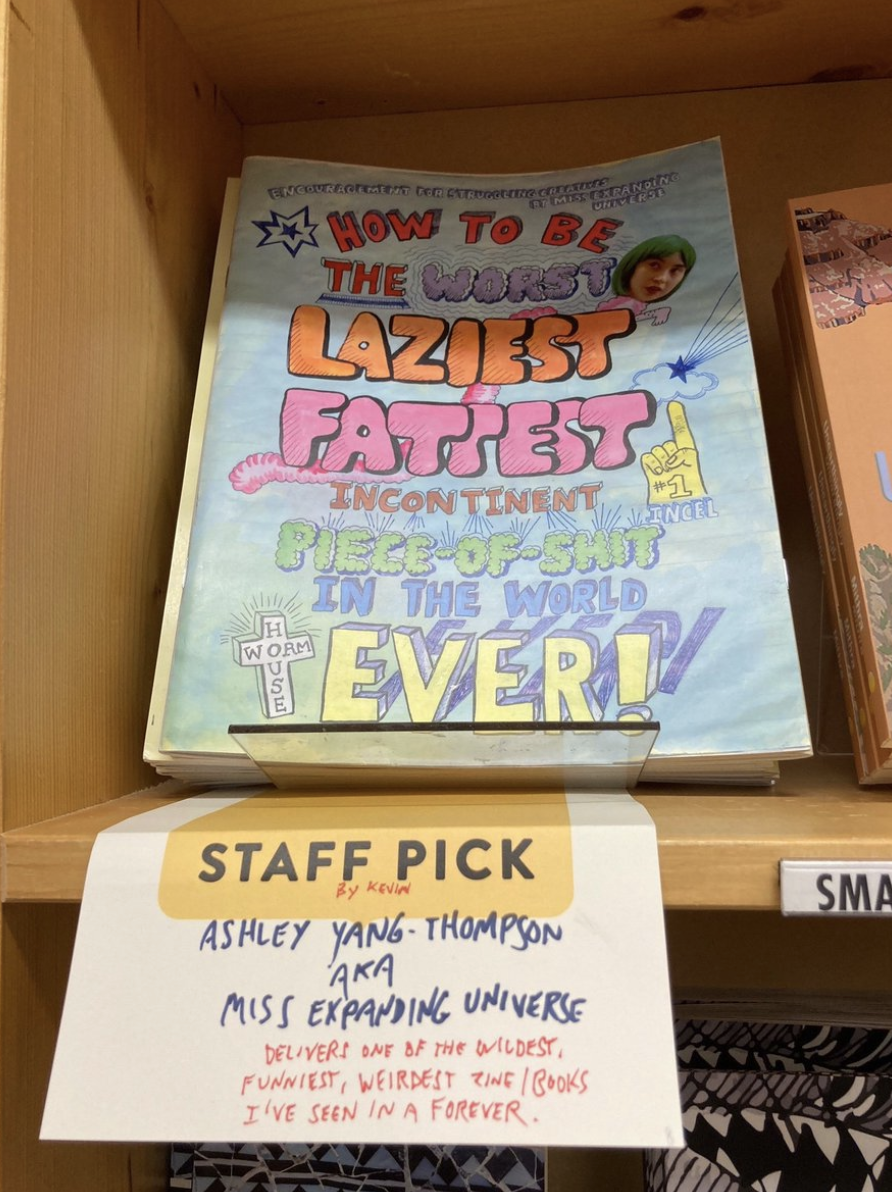 ENCOURAGEMENT FOR STRUGGLING CREATIVES
BY MISS EXPANDING
UNIVERSE
HOW TO BE
THE WORST
LAZIEST
FATTEST
#1
INCONTINENT
INCEL
PIECE-OF-SHIT
IN THE WORLD
WORM
HOUSE
EVER!
STAFF PICK
BY KEVIN
ASHLEY YANG-THOMPSON
AKA
MISS EXPANDING UNIVERSE
DELIVERS ONE OF THE WILDEST,
FUNNIEST, WEIRDEST ZINE/BOOKS
I'VE SEEN IN A FOREVER.
SMA